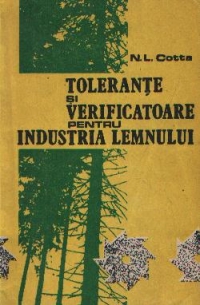 N. L. Cotta
TOLERANȚE
ȘI
VERIFICATOARE
PENTRU
INDUSTRIA LEMNULUI